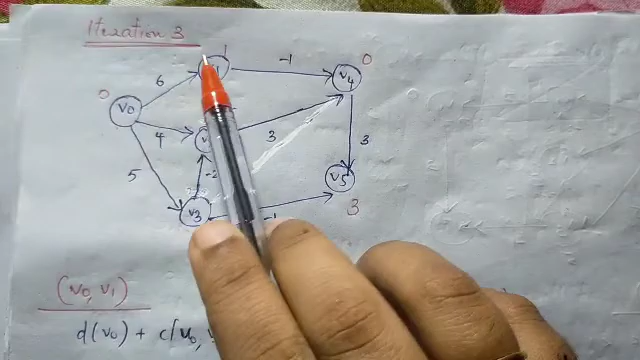 Iteration 3
1
-1
0
v4
0
6
v0
4
3
3
5
-2
v5
v3
-1
3
(v0, v1)
d(v0) + c(v0,